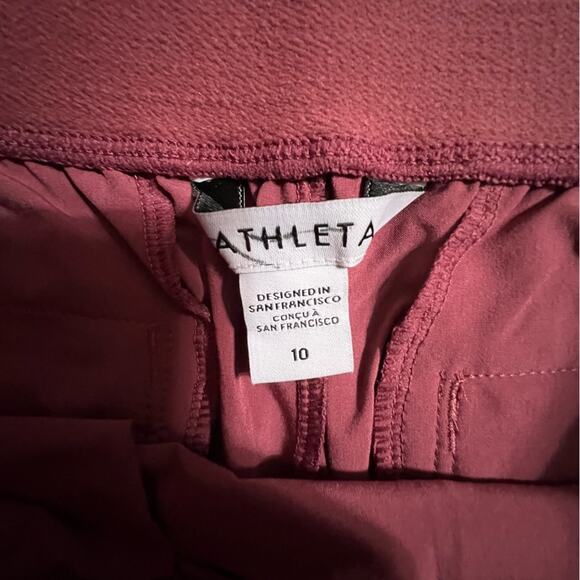 ATHLETA
DESIGNED IN
SAN FRANCISCO
CONÇU À
SAN FRANCISCO
10